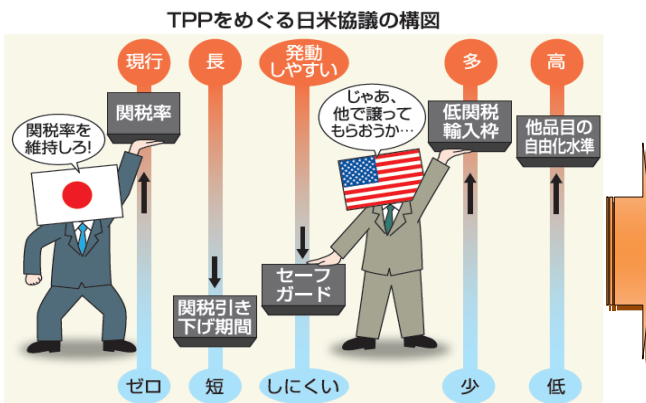 TPPをめぐる日米協議の構図
現行
長
発動
しやすい
多
高
関税率を
維持しろ!
関税率
じゃあ、
他で譲って
もらおうか…
低関税
輸入枠
他品目の
自由化水準
関税引き
下げ期間
セーフ
ガード
ゼロ
短
しにくい
少
低